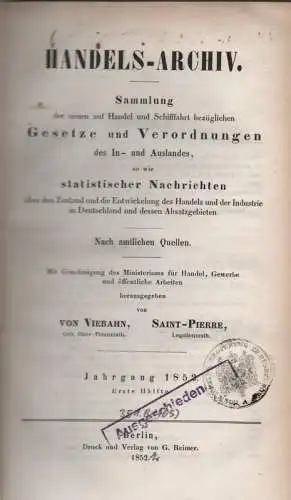 HANDELS-ARCHIV.
Sammlung
der neuen auf Handel und Schifffahrt bezüglichen
Gesetze und Verordnungen
des In- und Auslandes,
so wie
statistischer Nachrichten
über den Zustand und die Entwickelung des Handels und der Industrie
in Deutschland und dessen Absatzgebieten.
Nach amtlichen Quellen.
Mit Genehmigung des Ministeriums für Handel, Gewerbe
und öffentliche Arbeiten
herausgegeben
von
VON VIEBAHN, SAINT-PIERRE,
Geh. Ober-Finanzrath. Legationsrath.
Jahrgang 1852
Erste Hälfte
Ausgeschieden
Berlin,
Druck und Verlag von G. Reimer.
1852